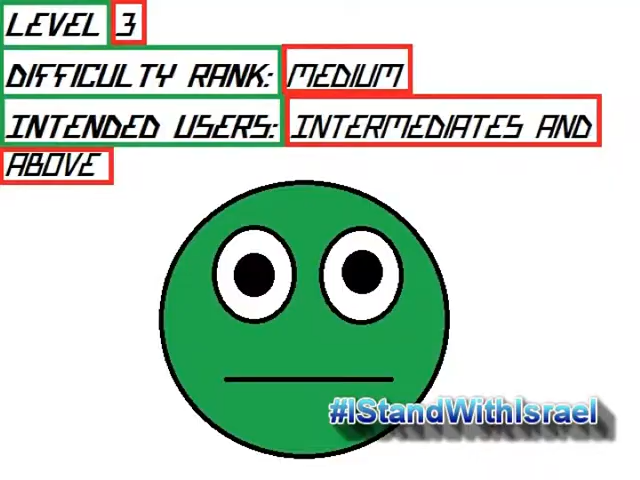 LEVEL 3
DIFFICULTY RANK: MEDIUM
INTENDED USERS: INTERMEDIATES AND
ABOVE
#IStandWithIsrael